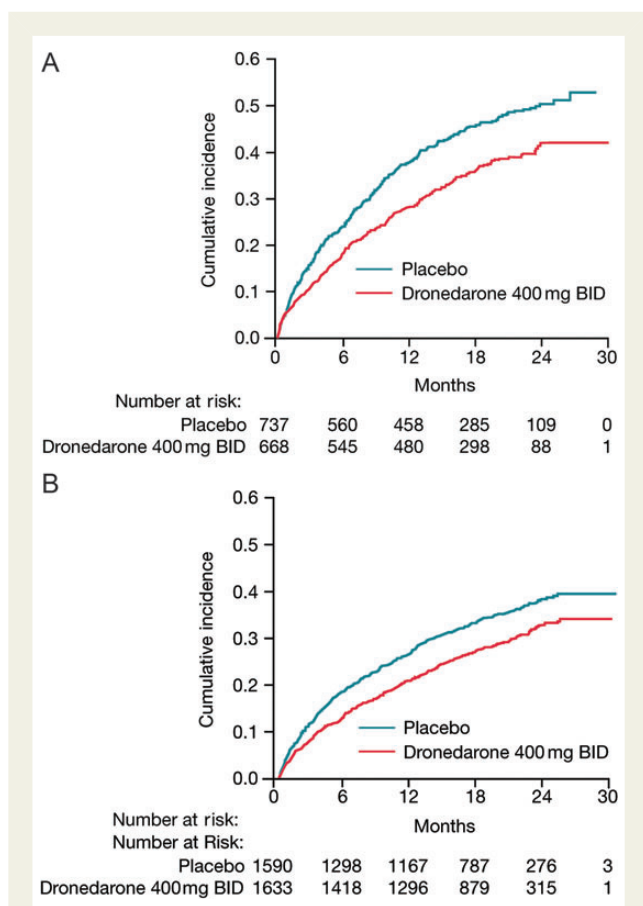 A
0.6
0.5
0.4
0.3
0.2
0.1
0.0
Cumulative incidence
Placebo
Dronedarone 400 mg BID
0 6 12 18 24 30
Months
Number at risk:
Placebo 737 560 458 285 109 0
Dronedarone 400 mg BID 668 545 480 298 88 1
B
0.6
0.5
0.4
0.3
0.2
0.1
0.0
Cumulative incidence
Placebo
Dronedarone 400 mg BID
0 6 12 18 24 30
Months
Number at risk:
Number at Risk:
Placebo 1590 1298 1167 787 276 3
Dronedarone 400 mg BID 1633 1418 1296 879 315 1